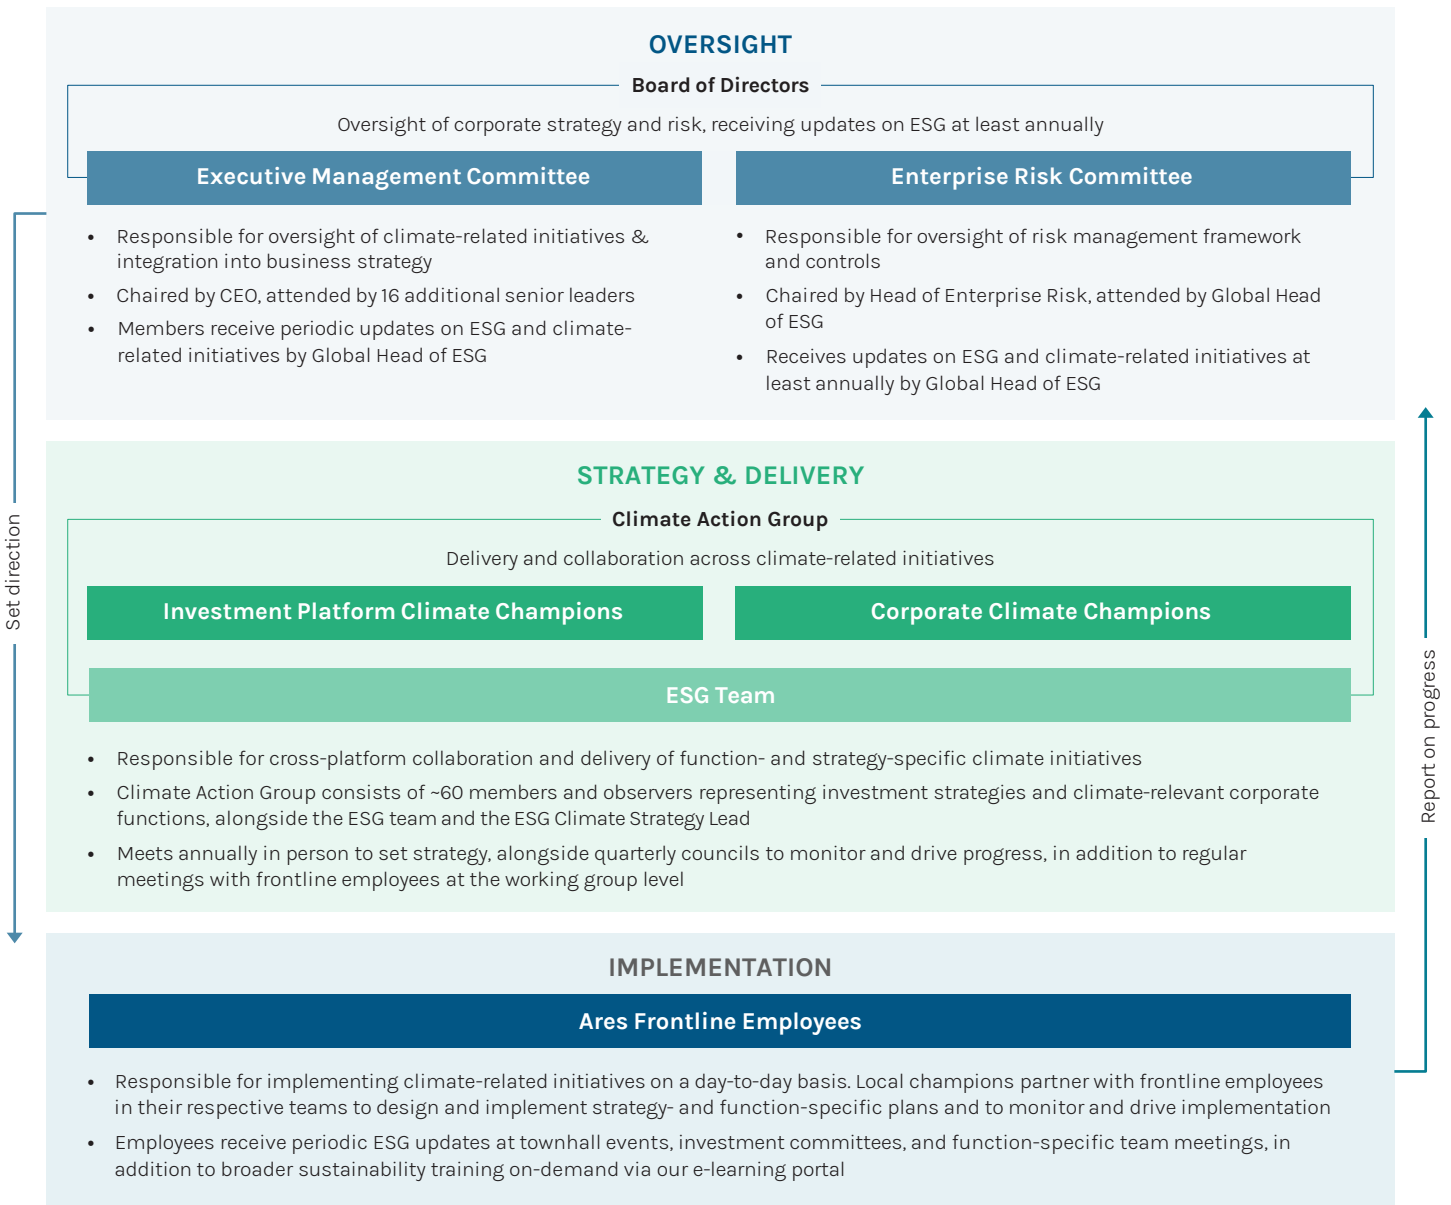 OVERSIGHT
Board of Directors
Oversight of corporate strategy and risk, receiving updates on ESG at least annually
Executive Management Committee
• Responsible for oversight of climate-related initiatives &
integration into business strategy
• Chaired by CEO, attended by 16 additional senior leaders
• Members receive periodic updates on ESG and climate-
related initiatives by Global Head of ESG
Enterprise Risk Committee
• Responsible for oversight of risk management framework
and controls
• Chaired by Head of Enterprise Risk, attended by Global Head
of ESG
• Receives updates on ESG and climate-related initiatives at
least annually by Global Head of ESG
Set direction
STRATEGY & DELIVERY
Climate Action Group
Delivery and collaboration across climate-related initiatives
Investment Platform Climate Champions
Corporate Climate Champions
ESG Team
• Responsible for cross-platform collaboration and delivery of function- and strategy-specific climate initiatives
• Climate Action Group consists of ~60 members and observers representing investment strategies and climate-relevant corporate
functions, alongside the ESG team and the ESG Climate Strategy Lead
• Meets annually in person to set strategy, alongside quarterly councils to monitor and drive progress, in addition to regular
meetings with frontline employees at the working group level
Report on progress
IMPLEMENTATION
Ares Frontline Employees
• Responsible for implementing climate-related initiatives on a day-to-day basis. Local champions partner with frontline employees
in their respective teams to design and implement strategy- and function-specific plans and to monitor and drive implementation
• Employees receive periodic ESG updates at townhall events, investment committees, and function-specific team meetings, in
addition to broader sustainability training on-demand via our e-learning portal